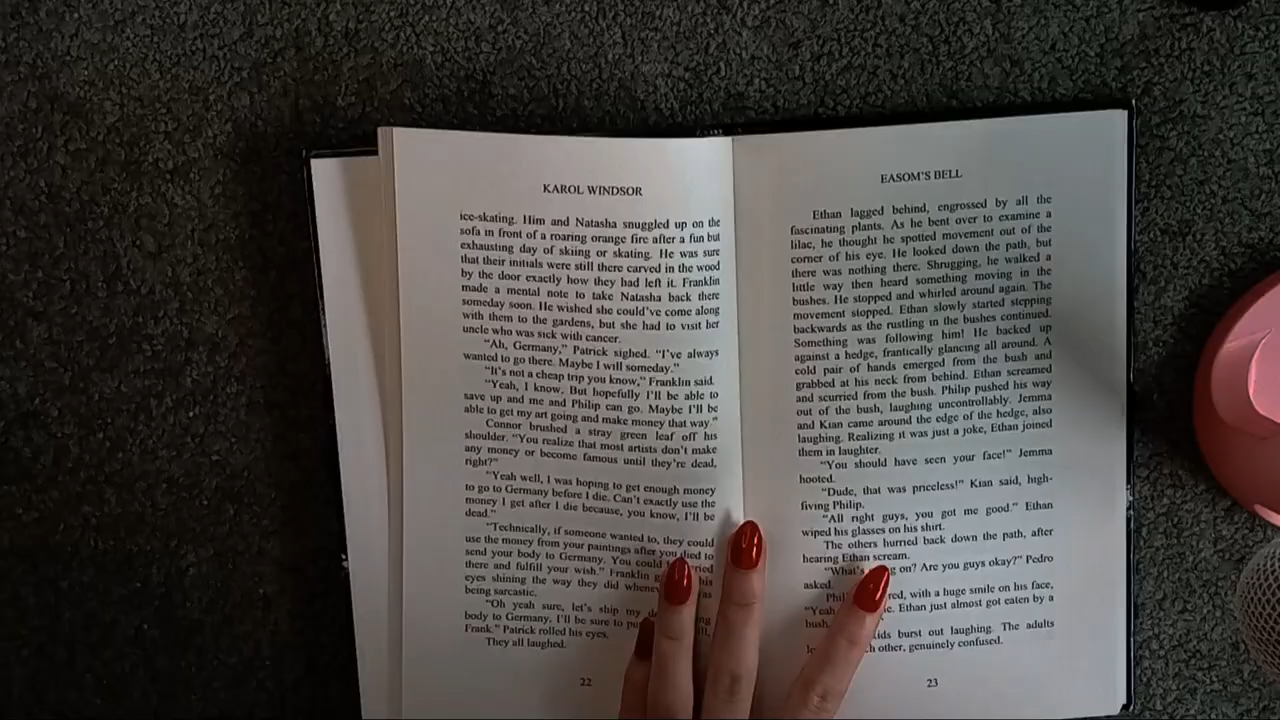 KAROL WINDSOR
ice-skating. Him and Natasha snuggled up on the
sofa in front of a roaring orange fire after a fun but
exhausting day of skiing or skating. He was sure
that their initials were still there carved in the wood
by the door exactly how they had left it. Franklin
made a mental note to take Natasha back there
someday soon. He wished she could've come along
with them to the gardens, but she had to visit her
uncle who was sick with cancer.
"Ah, Germany," Patrick sighed. "I've always
wanted to go there. Maybe I will someday."
"It's not a cheap trip you know," Franklin said.
"Yeah, I know. But hopefully I'll be able to
save up and me and Philip can go. Maybe I'll be
able to get my art going and make money that way."
Connor brushed a stray green leaf off his
shoulder. "You realize that most artists don't make
any money or become famous until they're dead,
right?"
"Yeah well, I was hoping to get enough money
to go to Germany before I die. Can't exactly use the
money I get after I die because, you know, I'll be
dead."
"Technically, if someone wanted to, they could
use the money from your paintings after you died to
send your body to Germany. You could
there and fulfill your wish." Franklin his
eyes shining the way they did
being sarcastic.
"Oh yeah sure, let's ship my
body to Germany. I'll be sure to
Frank." Patrick rolled his eyes.
They all laughed.
22
EASOM'S BELL
Ethan lagged behind, engrossed by all the
fascinating plants. As he bent over to examine a
lilac, he thought he spotted movement out of the
corner of his eye. He looked down the path, but
there was nothing there. Shrugging, he walked a
little way then heard something moving in the
bushes. He stopped and whirled around again. The
movement stopped. Ethan slowly started stepping
backwards as the rustling in the bushes continued.
Something was following him! He backed up
against a hedge, frantically glancing all around. A
cold pair of hands emerged from the bush and
grabbed at his neck from behind. Ethan screamed
and scurried from the bush. Philip pushed his way
out of the bush, laughing uncontrollably. Jemma
and Kian came around the edge of the hedge, also
laughing. Realizing it was just a joke, Ethan joined
them in laughter.
"You should have seen your face!" Jemma
hooted.
"Dude, that was priceless!" Kian said, high-
fiving Philip.
"All right guys, you got me good." Ethan
wiped his glasses on his shirt.
The others hurried back down the path, after
hearing Ethan scream.
on? Are you guys okay?" Pedro
asked.
with a huge smile on his face,
"Yeah Ethan just almost got eaten by a
bush.
burst out laughing. The adults
other, genuinely confused.
23